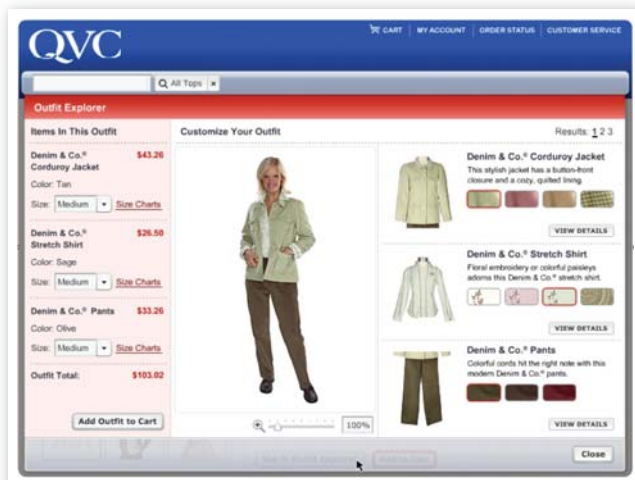 QVC
CART MY ACCOUNT ORDER STATUS CUSTOMER SERVICE
All Tops x
Outfit Explorer
Items In This Outfit
Denim & Co.® $43.26
Corduroy Jacket
Color: Tan
Size: Medium Size Charts
Denim & Co.® $26.50
Stretch Shirt
Color: Sage
Size: Medium Size Charts
Denim & Co.® Pants $33.26
Color: Olive
Size: Medium Size Charts
Outfit Total: $103.02
Add Outfit to Cart
Customize Your Outfit
Results: 1 2 3
100%
Denim & Co.® Corduroy Jacket
This stylish jacket has a button-front
closure and a cozy, quilted lining.
VIEW DETAILS
Denim & Co.® Stretch Shirt
Floral embroidery or colorful paisleys
adorns this Denim & Co.® stretch shirt.
VIEW DETAILS
Denim & Co.® Pants
Colorful cords hit the right note with this
modern Denim & Co.® pants.
VIEW DETAILS
Close